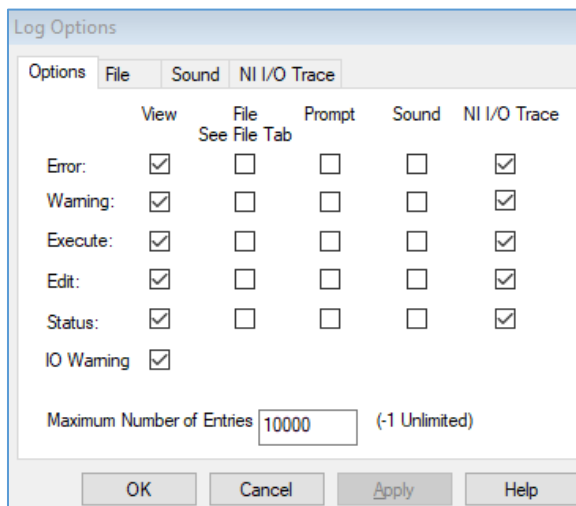 Log Options
Options File Sound NI I/O Trace
View File Prompt Sound NI I/O Trace
See File Tab
Error:
Warning:
Execute:
Edit:
Status:
IO Warning
Maximum Number of Entries 10000 (-1 Unlimited)
OK Cancel Apply Help